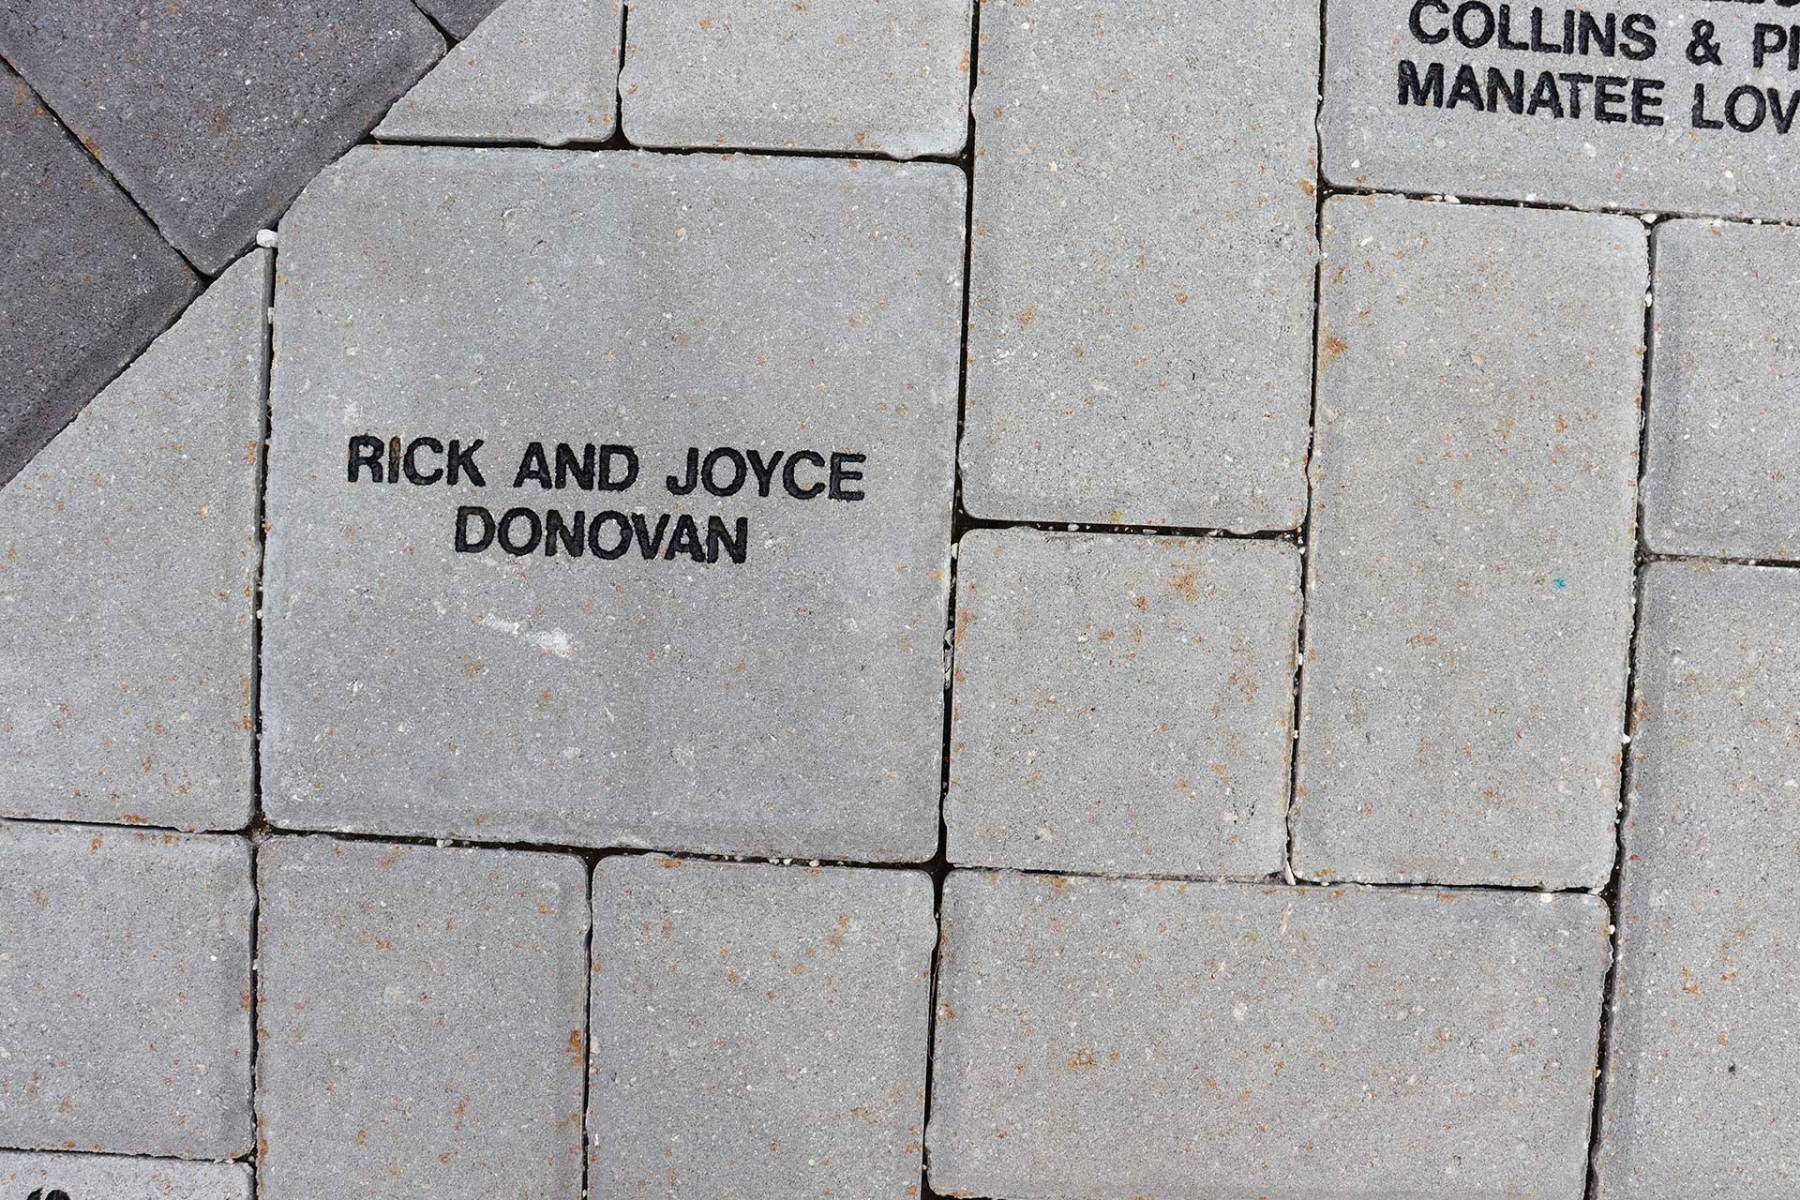 COLLINS &
MANATEE
RICK AND JOYCE
DONOVAN